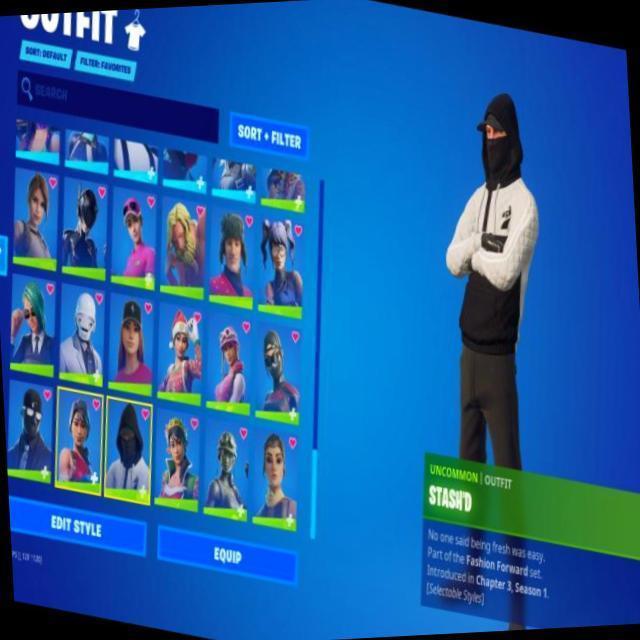 OUTFIT
SORT: DEFAULT FILTER: FAVORITES
SEARCH
SORT + FILTER
EDIT STYLE
EQUIP
UNCOMMON | OUTFIT
STASH'D
No one said being fresh was easy.
Part of the Fashion Forward set.
Introduced in Chapter 3, Season 1.
[Selectable Styles]